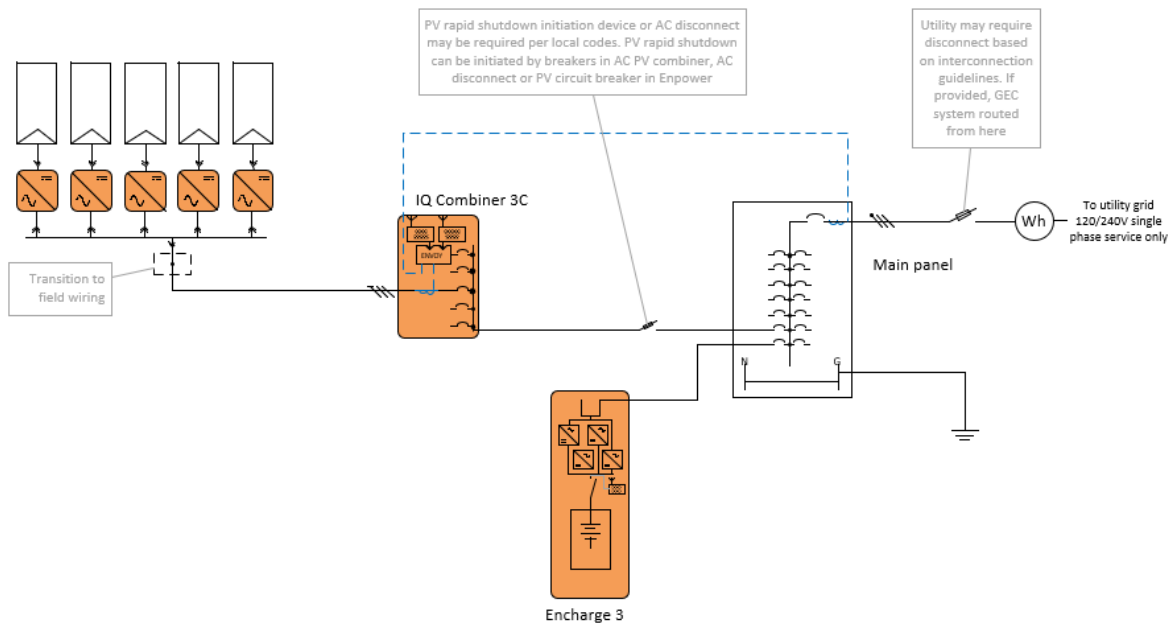 PV rapid shutdown initiation device or AC disconnect
may be required per local codes. PV rapid shutdown
can be initiated by breakers in AC PV combiner, AC
disconnect or PV circuit breaker in Enpower
Utility may require
disconnect based
on interconnection
guidelines. If
provided, GEC
system routed
from here
IQ Combiner 3C
ENVOY
Wh
To utility grid
120/240V single
phase service only
Main panel
Transition to
field wiring
N
G
Encharge 3